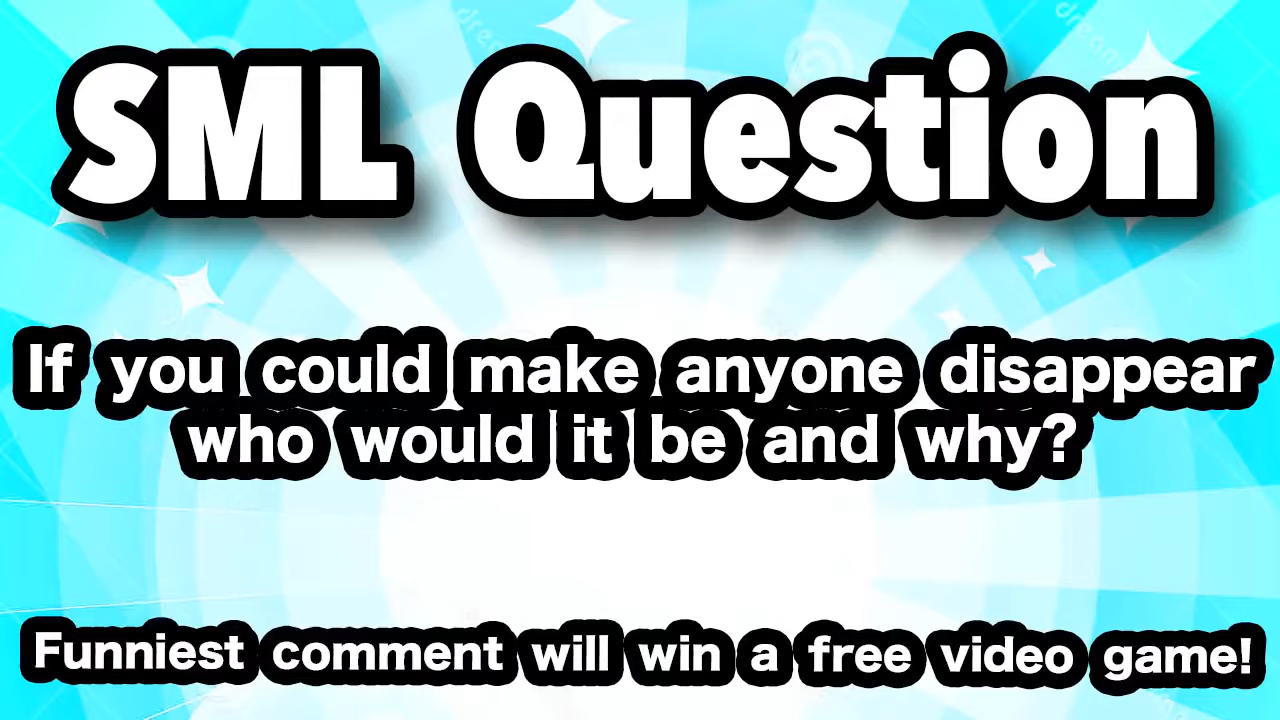 SML Question
If you could make anyone disappear
who would it be and why?
Funniest comment will win a free video game!